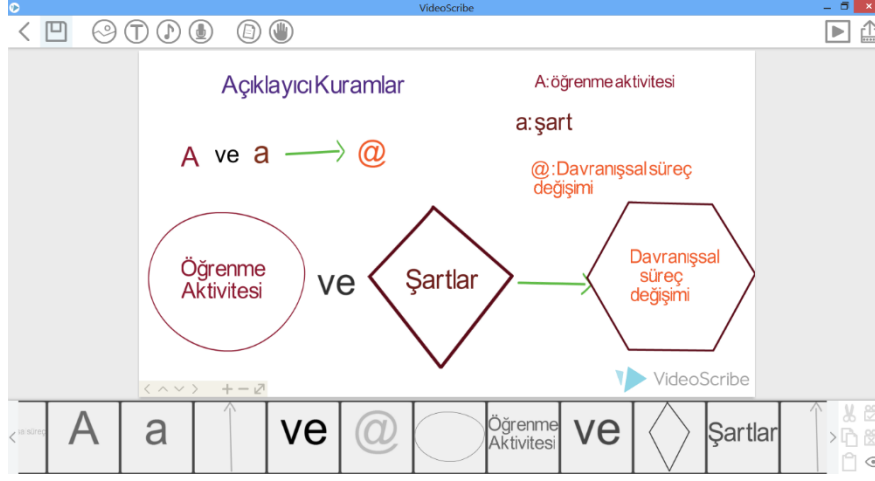 VideoScribe
Açıklayıcı Kuramlar
A:öğrenme aktivitesi
a:şart
A ve a @
@:Davranışsal süreç
değişimi
Öğrenme
Aktivitesi
ve
Şartlar
Davranışsal
süreç
değişimi
VideoScribe
A
a
ve
@
Öğrenme
Aktivitesi
ve
Şartlar